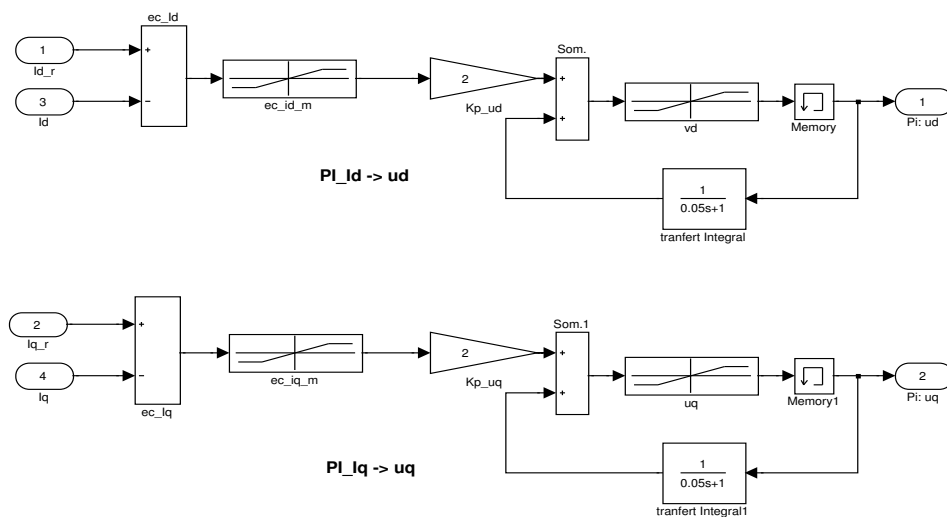 ec_Id
1
+
Id_r
3
−
Id
ec_id_m
2
Kp_ud
Som.
+
+
vd
Memory
1
Pi: ud
PI_Id -> ud
1
0.05s+1
tranfert Integral
2
+
Iq_r
4
−
Iq
ec_Iq
ec_iq_m
2
Kp_uq
Som.1
+
+
uq
Memory1
2
Pi: uq
PI_Iq -> uq
1
0.05s+1
tranfert Integral1